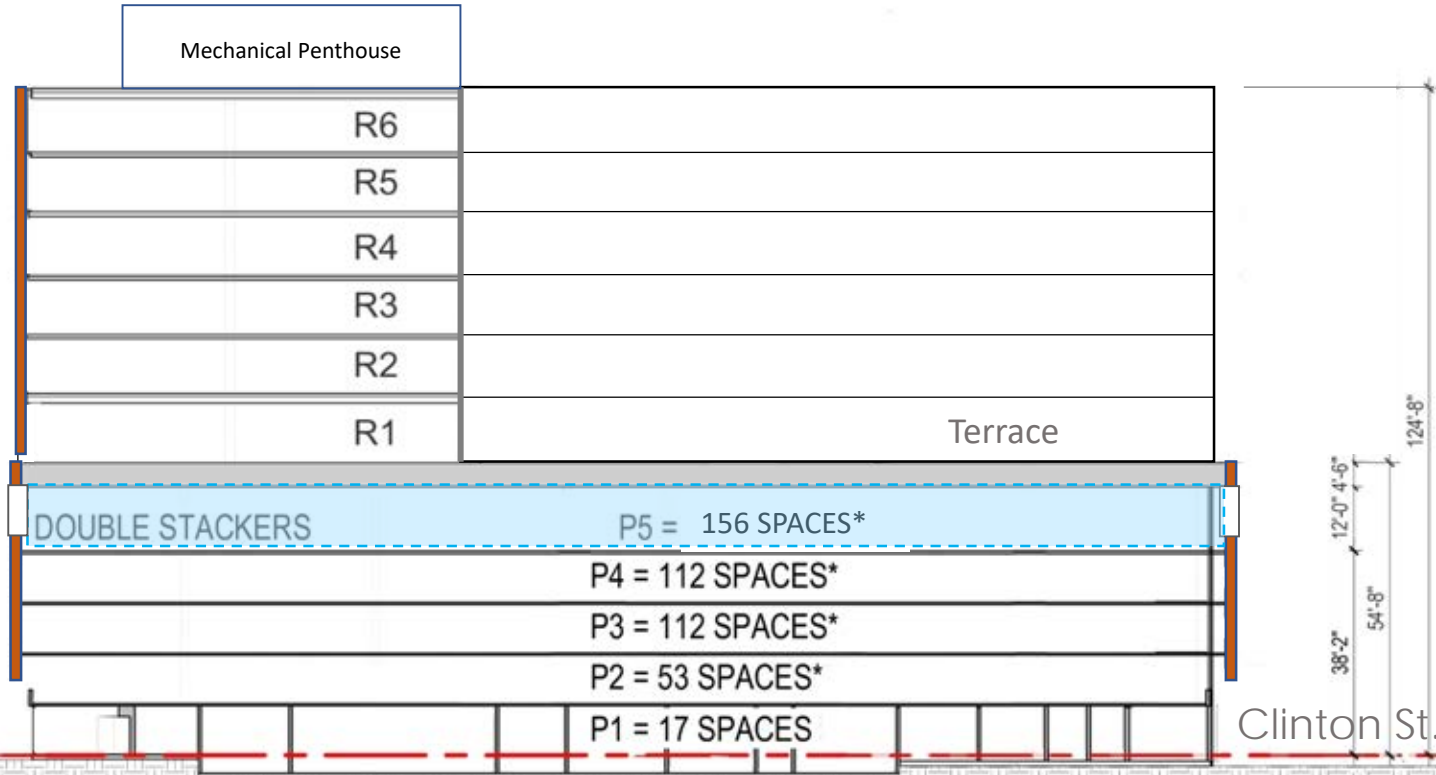 Mechanical Penthouse
R6
R5
R4
R3
R2
R1
Terrace
124'-8"
4'-6"
12'-0"
DOUBLE STACKERS P5 = 156 SPACES*
P4 = 112 SPACES*
54'-8"
P3 = 112 SPACES*
38'-2"
P2 = 53 SPACES*
P1 = 17 SPACES
Clinton St.